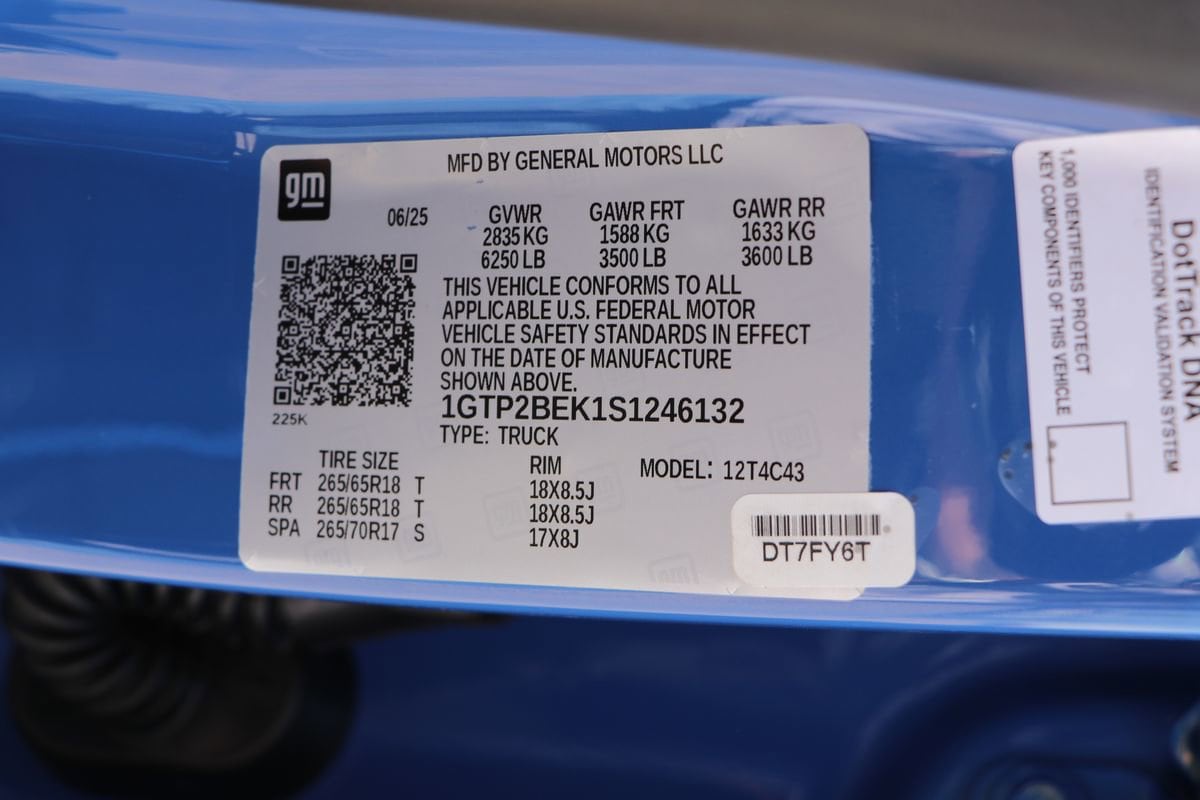 gm
MFD BY GENERAL MOTORS LLC
06/25
GVWR GAWR FRT GAWR RR
2835 KG 1588 KG 1633 KG
6250 LB 3500 LB 3600 LB
THIS VEHICLE CONFORMS TO ALL
APPLICABLE U.S. FEDERAL MOTOR
VEHICLE SAFETY STANDARDS IN EFFECT
ON THE DATE OF MANUFACTURE
SHOWN ABOVE.
225K
1GTP2BEK1S1246132
TYPE: TRUCK
TIRE SIZE RIM MODEL: 12T4C43
FRT 265/65R18 T 18X8.5J
RR 265/65R18 T 18X8.5J
SPA 265/70R17 S 17X8J
DT7FY6T
DotTrack DNA
IDENTIFICATION VALIDATION SYSTEM
1,000 IDENTIFIERS PROTECT
KEY COMPONENTS OF THIS VEHICLE